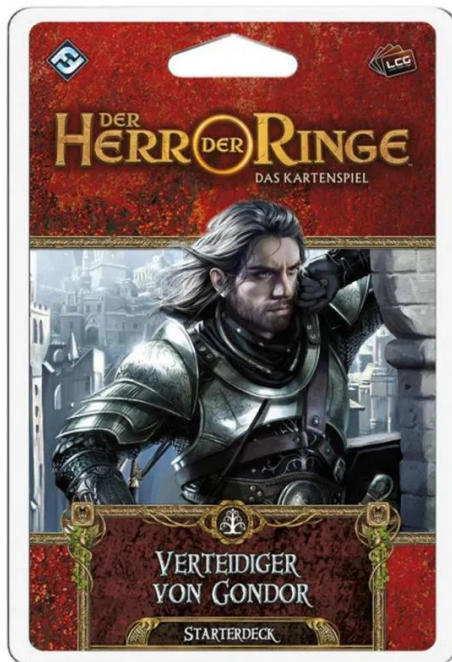 LCG
DER
HERR DER RINGE
DAS KARTENSPIEL
VERTEIDIGER
VON GONDOR
STARTERDECK